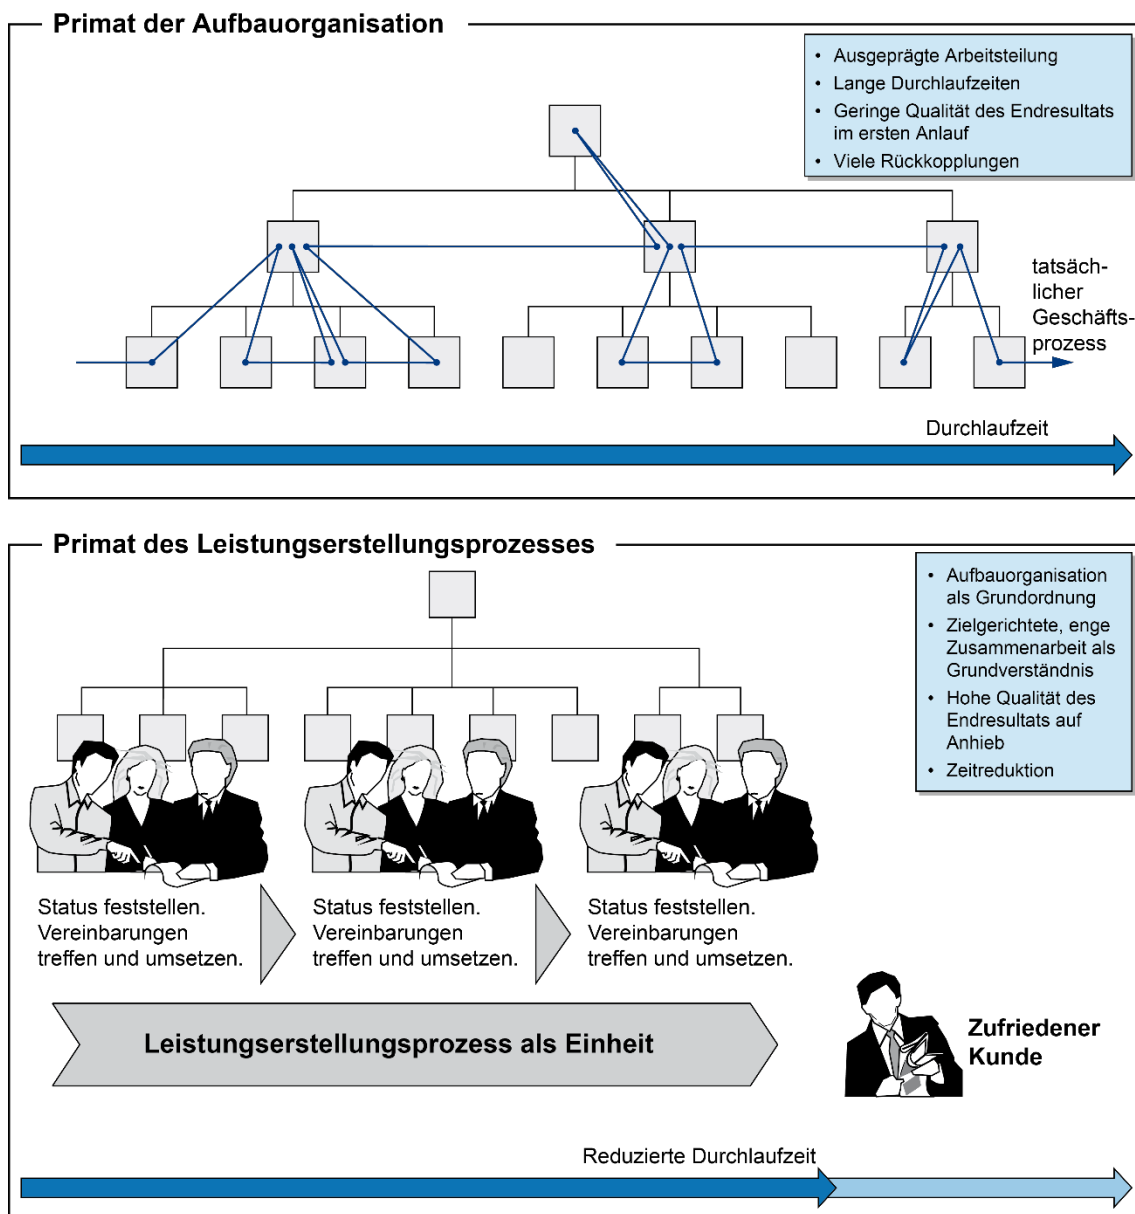 Primat der Aufbauorganisation
• Ausgeprägte Arbeitsteilung
• Lange Durchlaufzeiten
• Geringe Qualität des Endresultats
im ersten Anlauf
• Viele Rückkopplungen
tatsäch-
licher
Geschäfts-
prozess
Durchlaufzeit
Primat des Leistungserstellungsprozesses
• Aufbauorganisation
als Grundordnung
• Zielgerichtete, enge
Zusammenarbeit als
Grundverständnis
• Hohe Qualität des
Endresultats auf
Anhieb
• Zeitreduktion
Status feststellen.
Vereinbarungen
treffen und umsetzen.
Status feststellen.
Vereinbarungen
treffen und umsetzen.
Status feststellen.
Vereinbarungen
treffen und umsetzen.
Leistungserstellungsprozess als Einheit
Zufriedener
Kunde
Reduzierte Durchlaufzeit